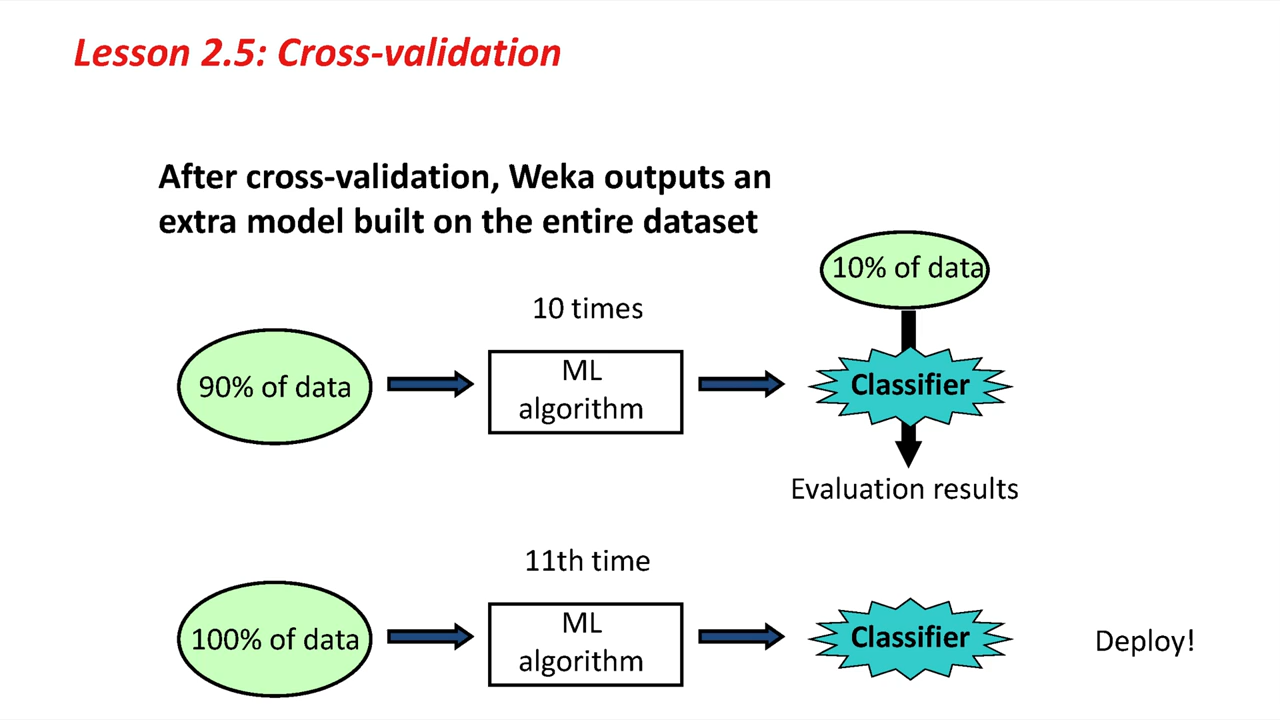 Lesson 2.5: Cross-validation
After cross-validation, Weka outputs an
extra model built on the entire dataset
10% of data
10 times
90% of data
ML
algorithm
Classifier
Evaluation results
11th time
100% of data
ML
algorithm
Classifier
Deploy!